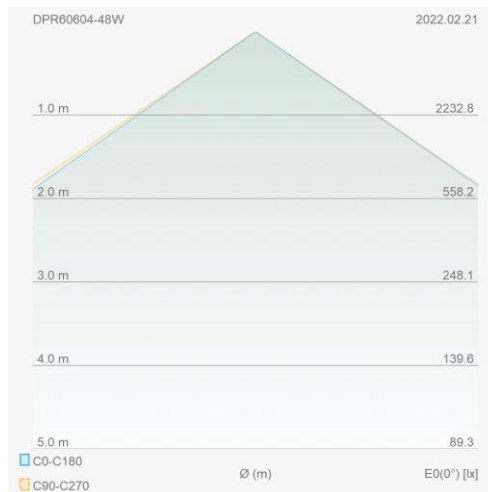 DPR60604-48W 2022.02.21
1.0 m 2232.8
2.0 m 558.2
3.0 m 248.1
4.0 m 139.6
5.0 m 89.3
C0-C180
Ø (m) E0(0°) [lx]
C90-C270